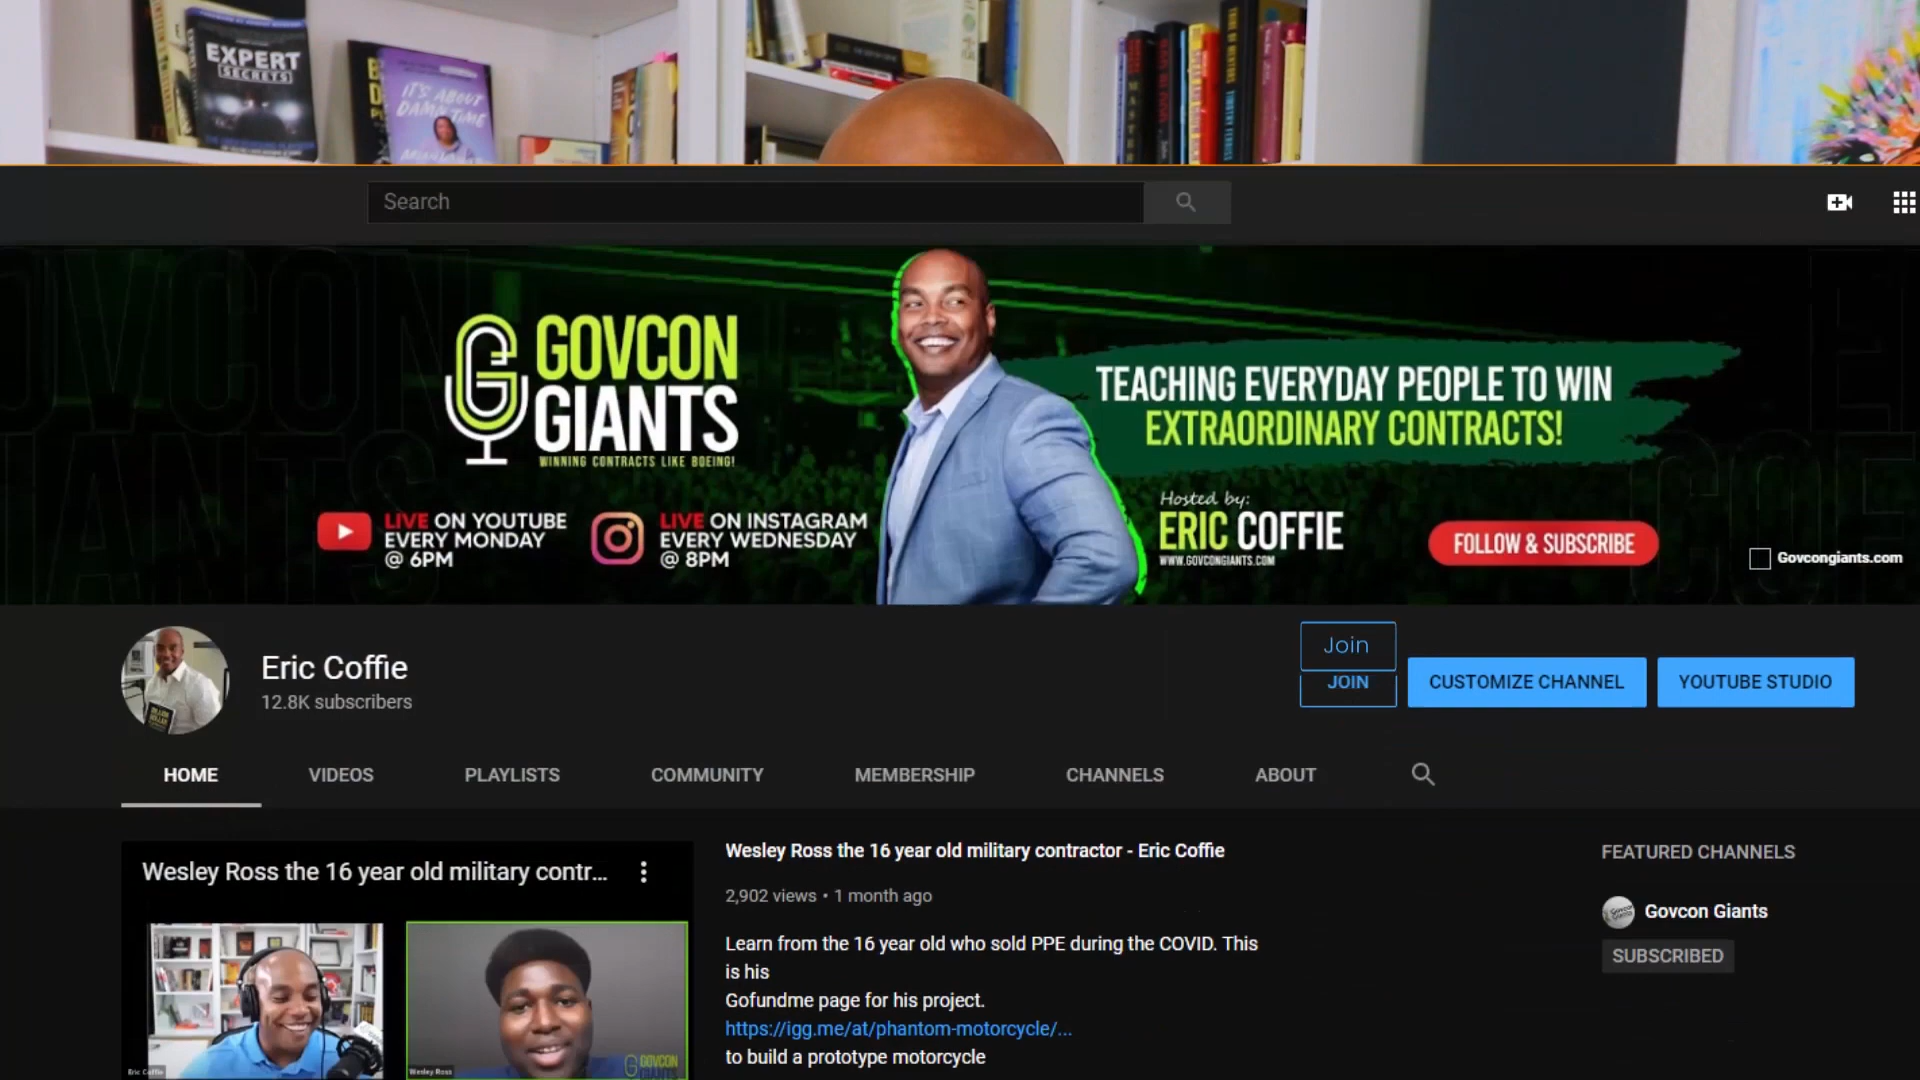 EXPERT
SECRETS
IT'S ABOUT
DAMN TIME
Search
GOVCON
GIANTS
WINNING CONTRACTS LIKE BOEING!
TEACHING EVERYDAY PEOPLE TO WIN
EXTRAORDINARY CONTRACTS!
LIVE ON YOUTUBE
EVERY MONDAY
@ 6PM
LIVE ON INSTAGRAM
EVERY WEDNESDAY
@ 8PM
Hosted by:
ERIC COFFIE
WWW.GOVCONGIANTS.COM
FOLLOW & SUBSCRIBE
Govcongiants.com
Eric Coffie
12.8K subscribers
Join
JOIN
CUSTOMIZE CHANNEL
YOUTUBE STUDIO
HOME
VIDEOS
PLAYLISTS
COMMUNITY
MEMBERSHIP
CHANNELS
ABOUT
Wesley Ross the 16 year old military contr...
Eric Coffie
Wesley Ross
GOVCON
GIANTS
Wesley Ross the 16 year old military contractor - Eric Coffie
2,902 views • 1 month ago
Learn from the 16 year old who sold PPE during the COVID. This
is his
Gofundme page for his project.
https://igg.me/at/phantom-motorcycle/...
to build a prototype motorcycle
FEATURED CHANNELS
Govcon Giants
SUBSCRIBED